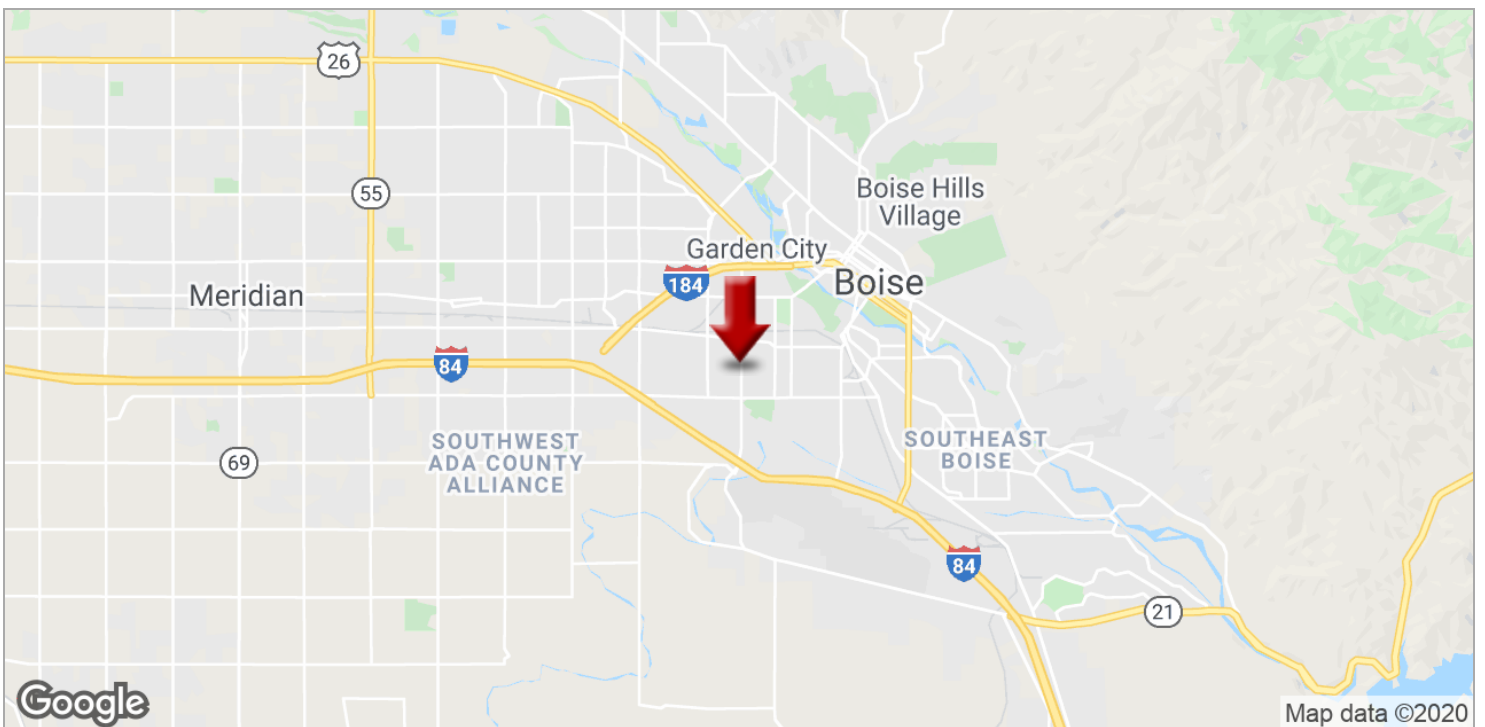 26
55
Boise Hills
Village
Garden City
184
Boise
Meridian
84
SOUTHWEST
ADA COUNTY
ALLIANCE
SOUTHEAST
BOISE
69
84
21
Google
Map data ©2020